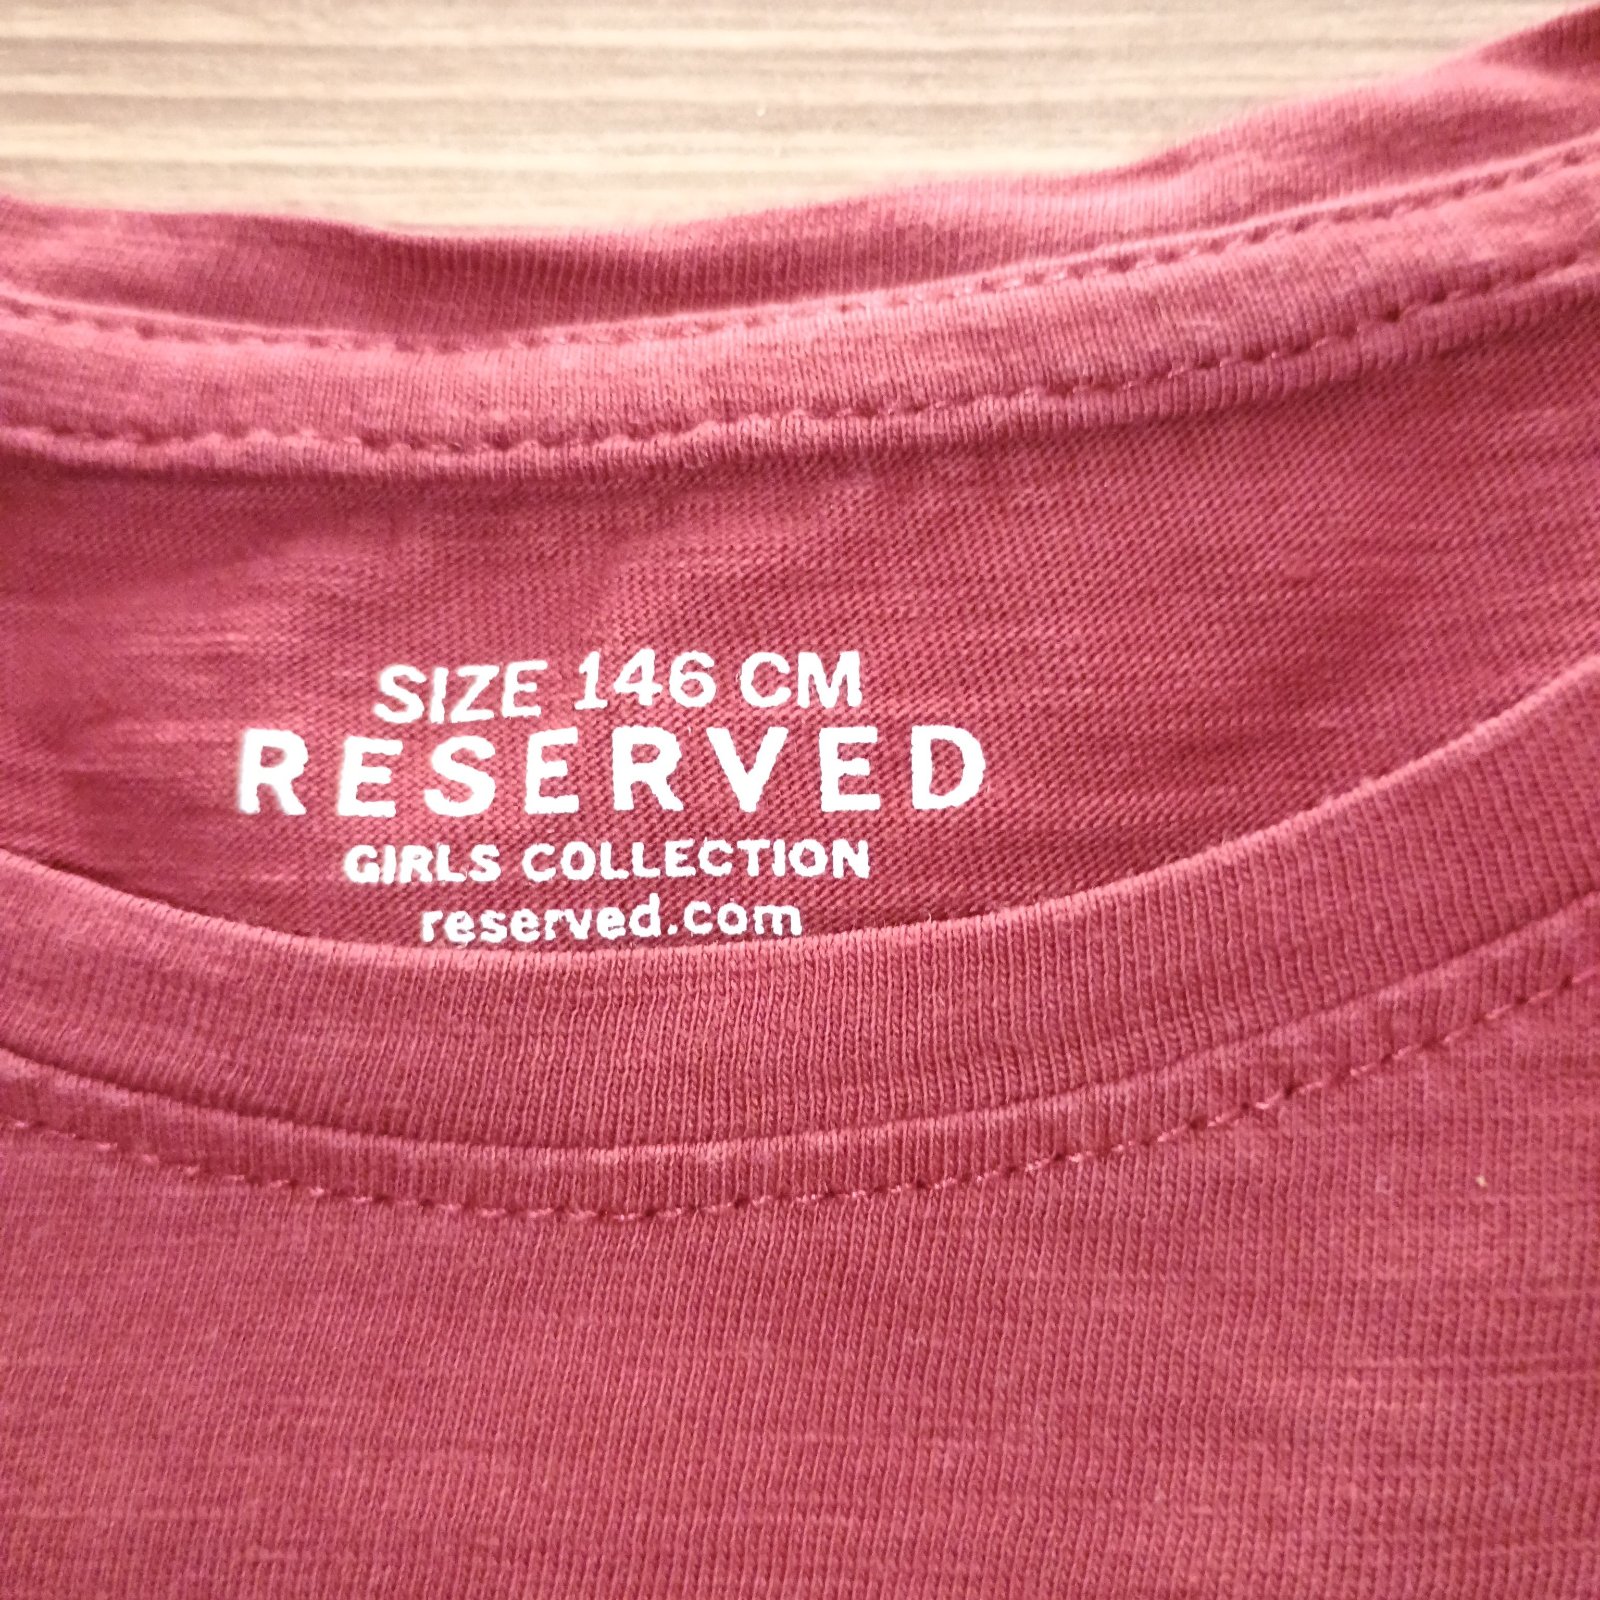 SIZE 146 CM
RESERVED
GIRLS COLLECTION
reserved.com